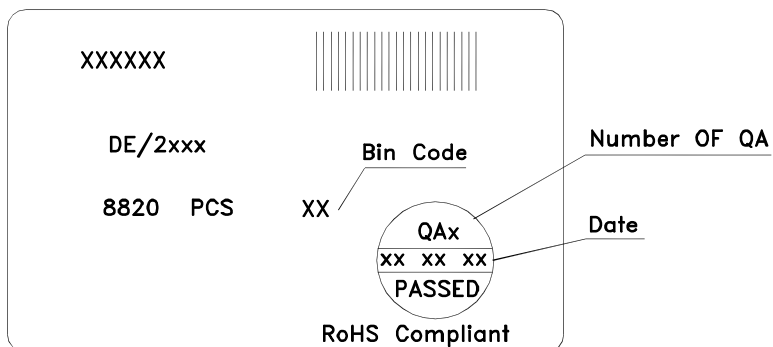 XXXXXX
DE/2xxx
Bin Code
Number OF QA
8820 PCS XX
QAx
Date
xx xx xx
PASSED
RoHS Compliant